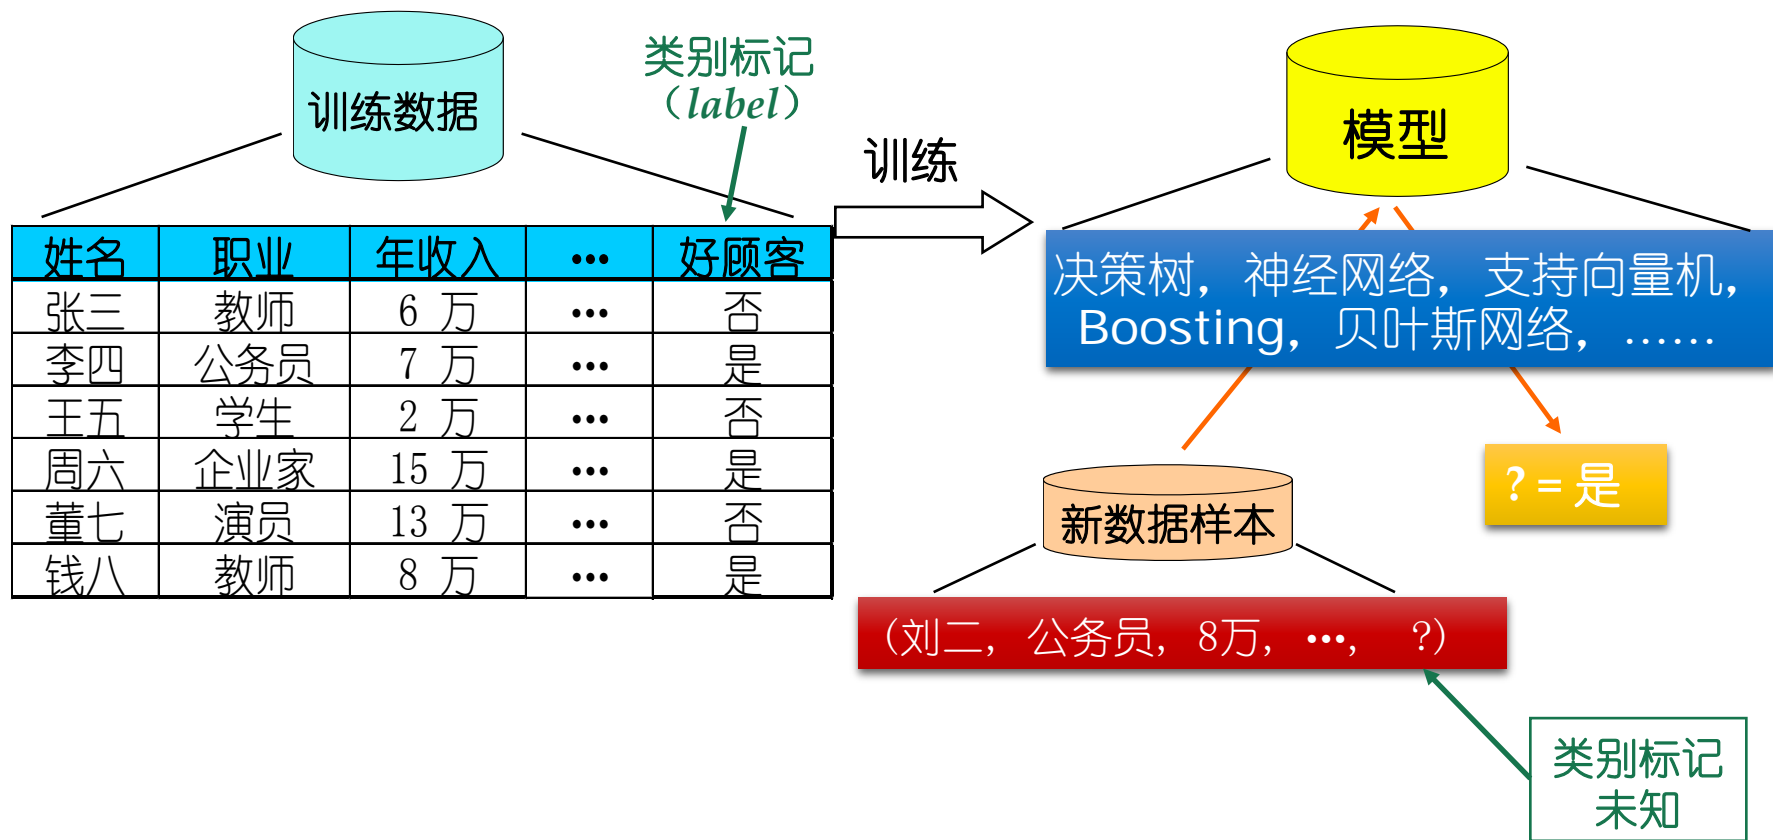 训练数据
类别标记
（label）
训练
模型
姓名 职业 年收入 … 好顾客
张三 教师 6 万 … 否
李四 公务员 7 万 … 是
王五 学生 2 万 … 否
周六 企业家 15 万 … 是
董七 演员 13 万 … 否
钱八 教师 8 万 … 是
决策树，神经网络，支持向量机，
Boosting，贝叶斯网络，……
? = 是
新数据样本
（刘二，公务员，8万，…， ?）
类别标记
未知